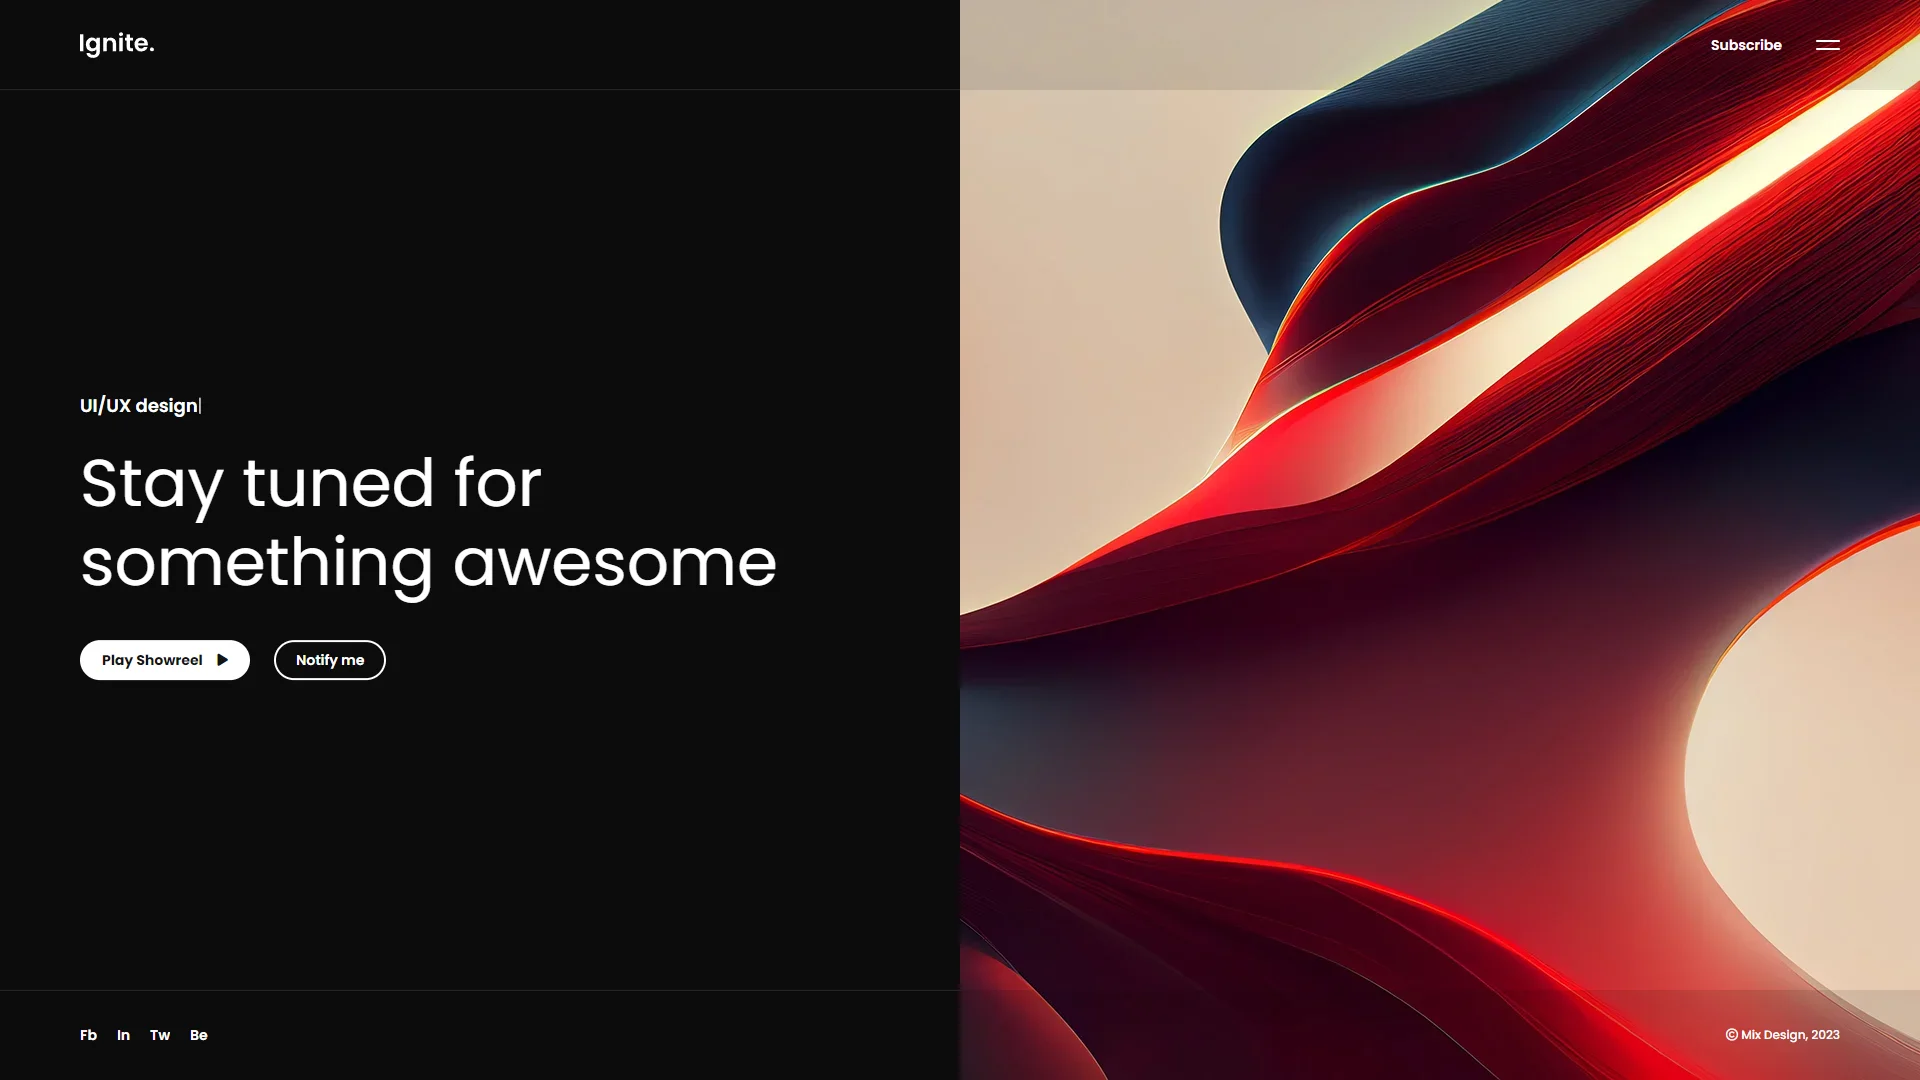 Ignite.
Subscribe
UI/UX design
Stay tuned for
something awesome
Play Showreel
Notify me
Fb In Tw Be
© Mix Design, 2023